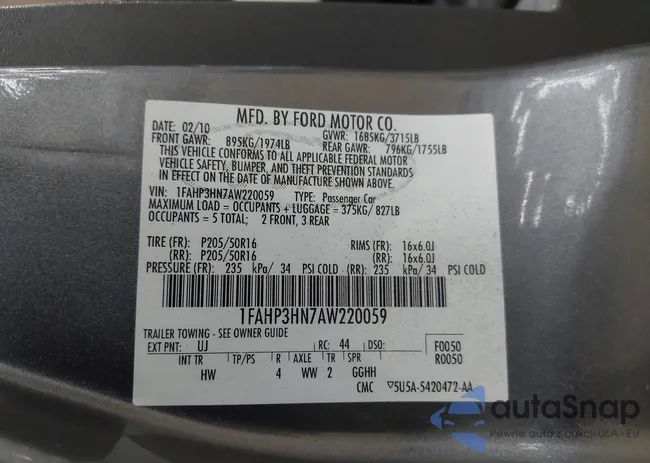 MFD. BY FORD MOTOR CO.
DATE: 02/10 GVWR: 1685KG/3715LB
FRONT GAWR: 895KG/1974LB REAR GAWR: 796KG/1755LB
THIS VEHICLE CONFORMS TO ALL APPLICABLE FEDERAL MOTOR
VEHICLE SAFETY, BUMPER, AND THEFT PREVENTION STANDARDS
IN EFFECT ON THE DATE OF MANUFACTURE SHOWN ABOVE.
VIN: 1FAHP3HN7AW220059 TYPE: Passenger Car
MAXIMUM LOAD = OCCUPANTS + LUGGAGE = 375KG/ 827LB
OCCUPANTS = 5 TOTAL; 2 FRONT, 3 REAR
TIRE (FR): P205/50R16 RIMS (FR): 16x6.0J
(RR): P205/50R16 (RR): 16x6.0J
PRESSURE (FR): 235 kPa/ 34 PSI COLD (RR): 235 kPa/ 34 PSI COLD
1FAHP3HN7AW220059
TRAILER TOWING - SEE OWNER GUIDE
EXT PNT: UJ RC: 44 DSO: F0050
INT TR TP/PS R AXLE TR SPR R0050
HW 4 WW 2 GGHH
CMC ▽5U5A-5420472-AA
autaSnap
Pewne auta z aukcji USA i EU